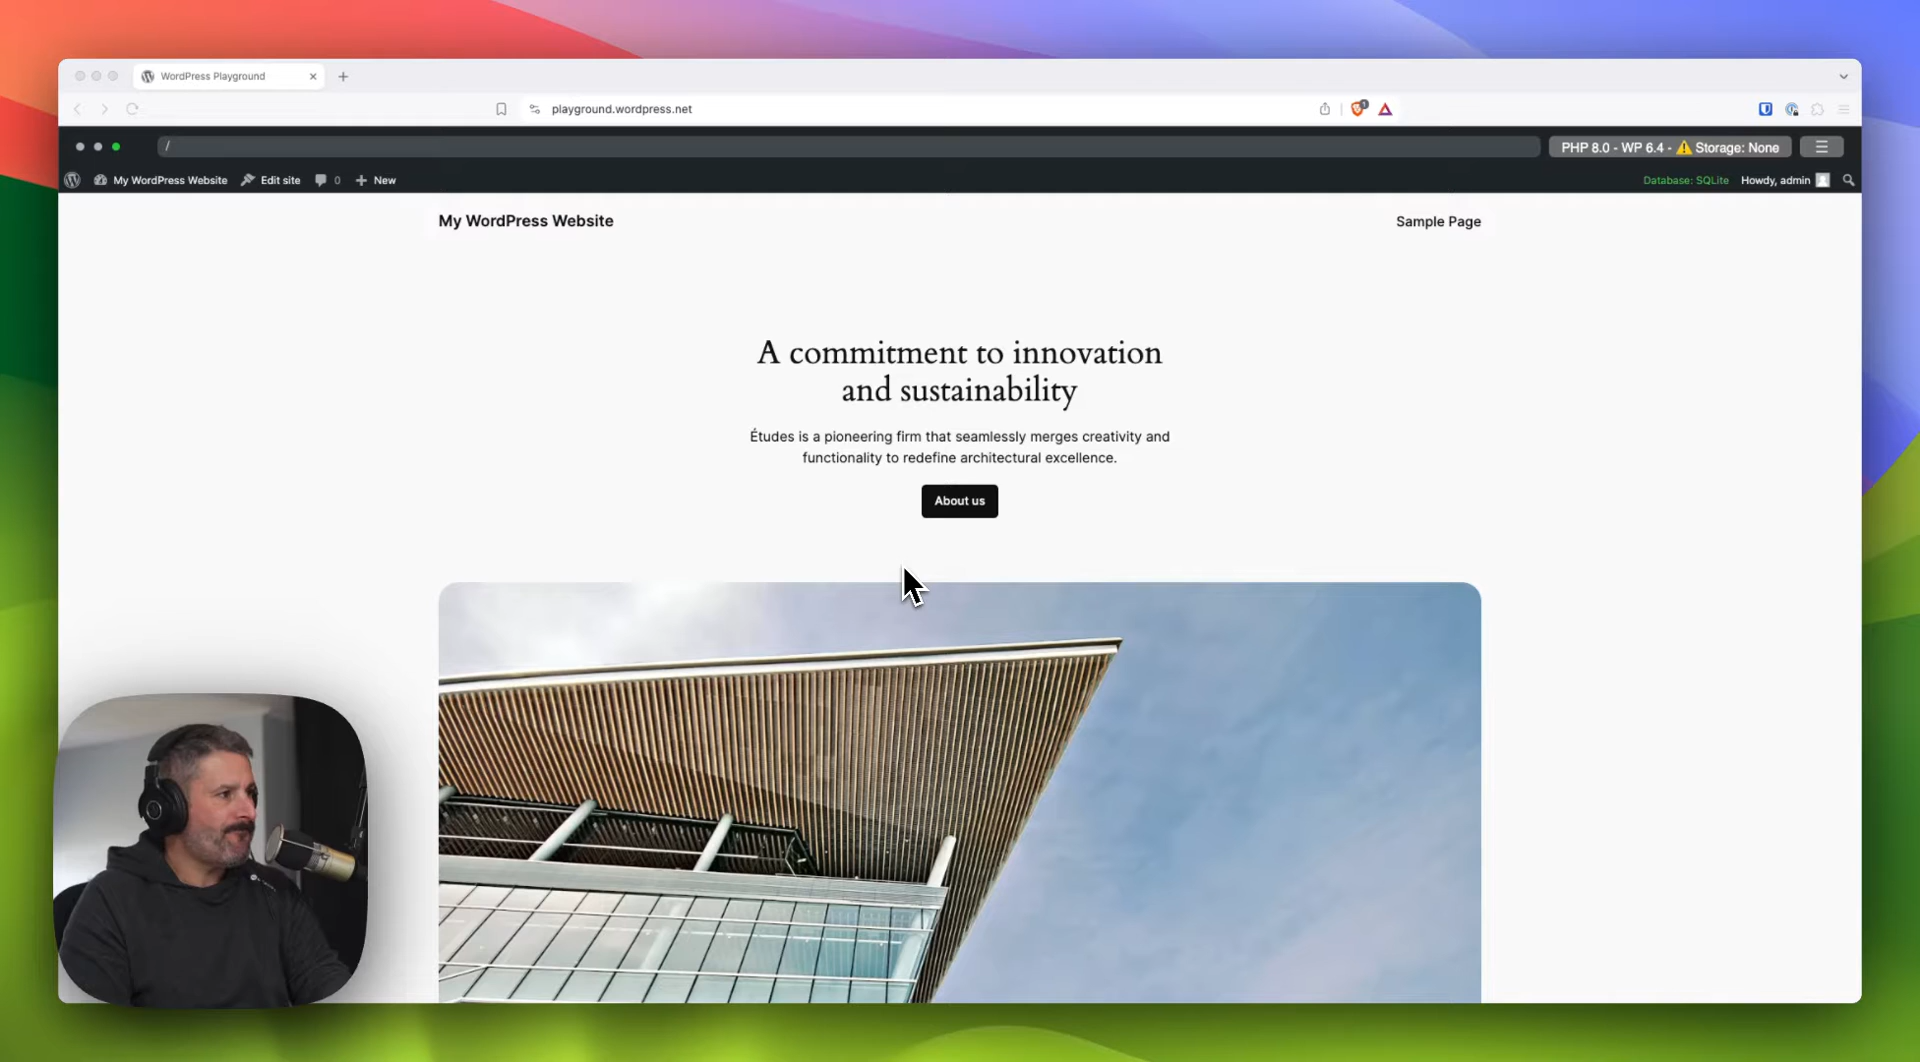 WordPress Playground
playground.wordpress.net
1
/
PHP 8.0 - WP 6.4 - ⚠️ Storage: None
My WordPress Website
Edit site
0
New
Database: SQLite
Howdy, admin
My WordPress Website
Sample Page
A commitment to innovation
and sustainability
Études is a pioneering firm that seamlessly merges creativity and
functionality to redefine architectural excellence.
About us